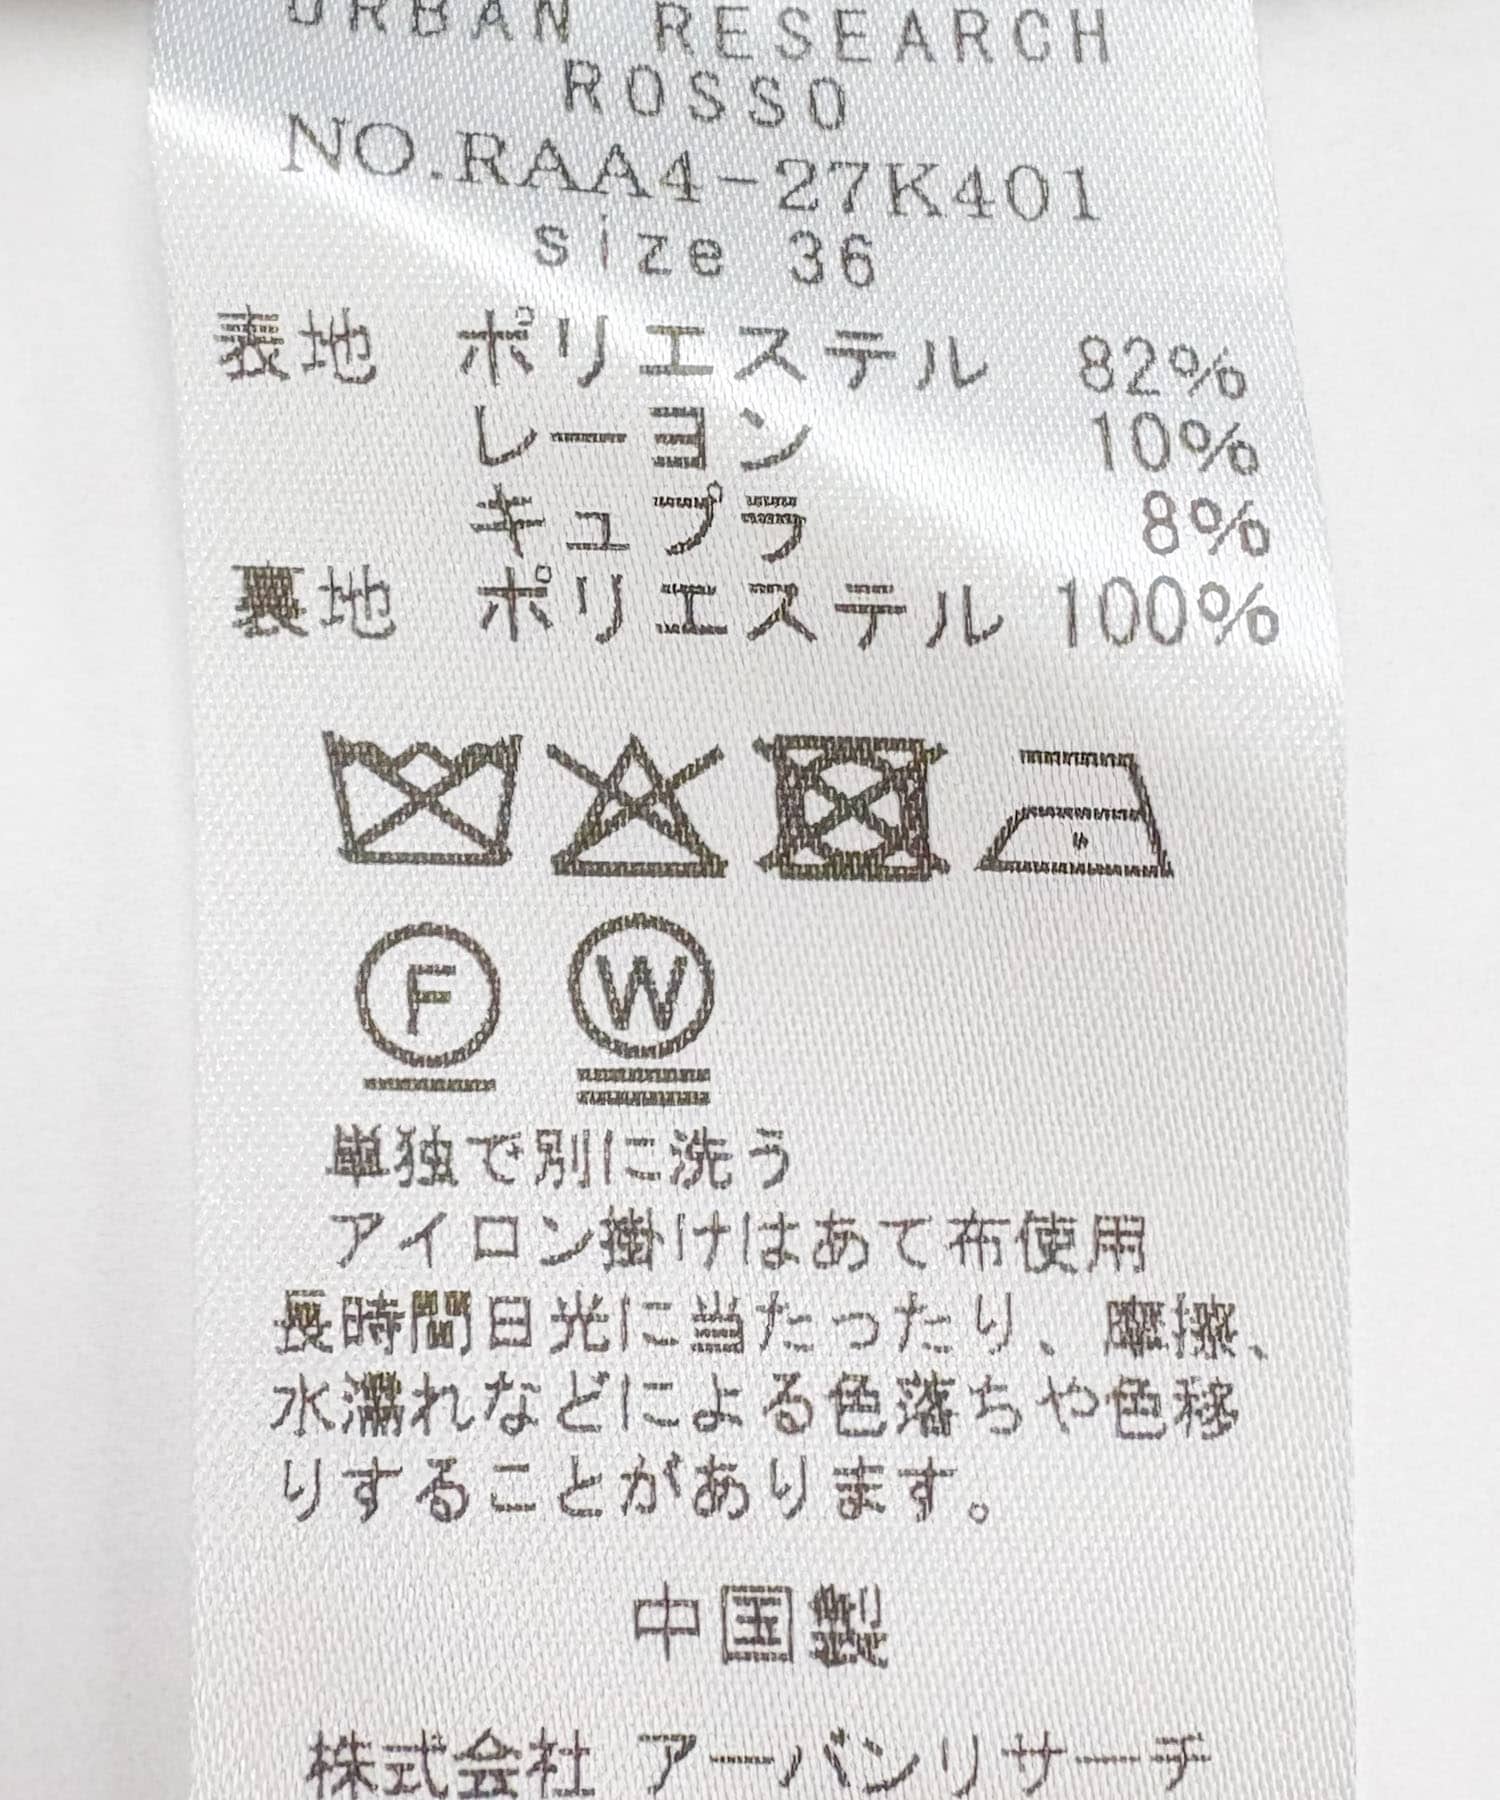 URBAN RESEARCH
ROSSO
NO.RAA4-27K401
size 36
表地 ポリエステル 82%
レーヨン 10%
キュプラ 8%
裏地 ポリエステル 100%
F W
単独で別に洗う
アイロン掛けはあて布使用
長時間日光に当たったり、摩擦、
水濡れなどによる色落ちや色移
りすることがあります。
中国製
株式会社 アーバンリサーチ